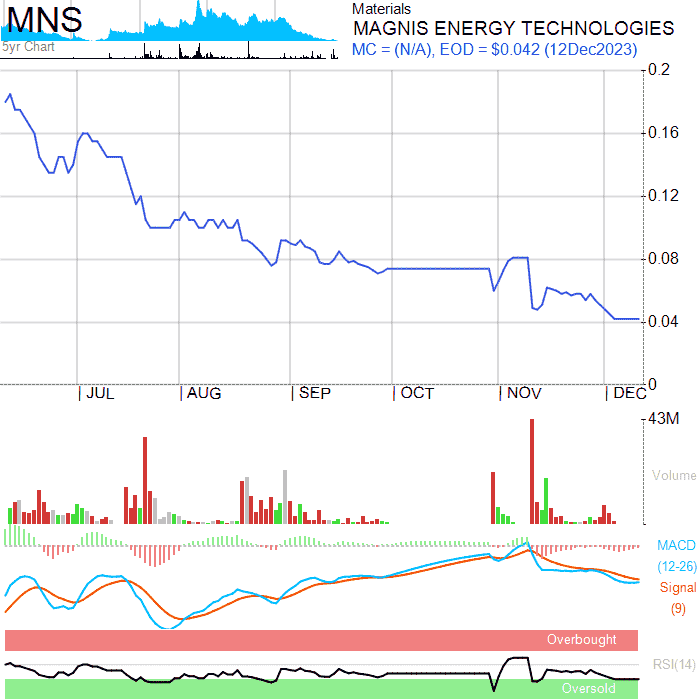 MNS
5yr Chart
Materials
MAGNIS ENERGY TECHNOLOGIES
MC = (N/A), EOD = $0.042 (12Dec2023)
0.2
0.16
0.12
0.08
0.04
0
JUL AUG SEP OCT NOV DEC
43M
Volume
MACD
(12-26)
Signal
(9)
Overbought
RSI(14)
Oversold